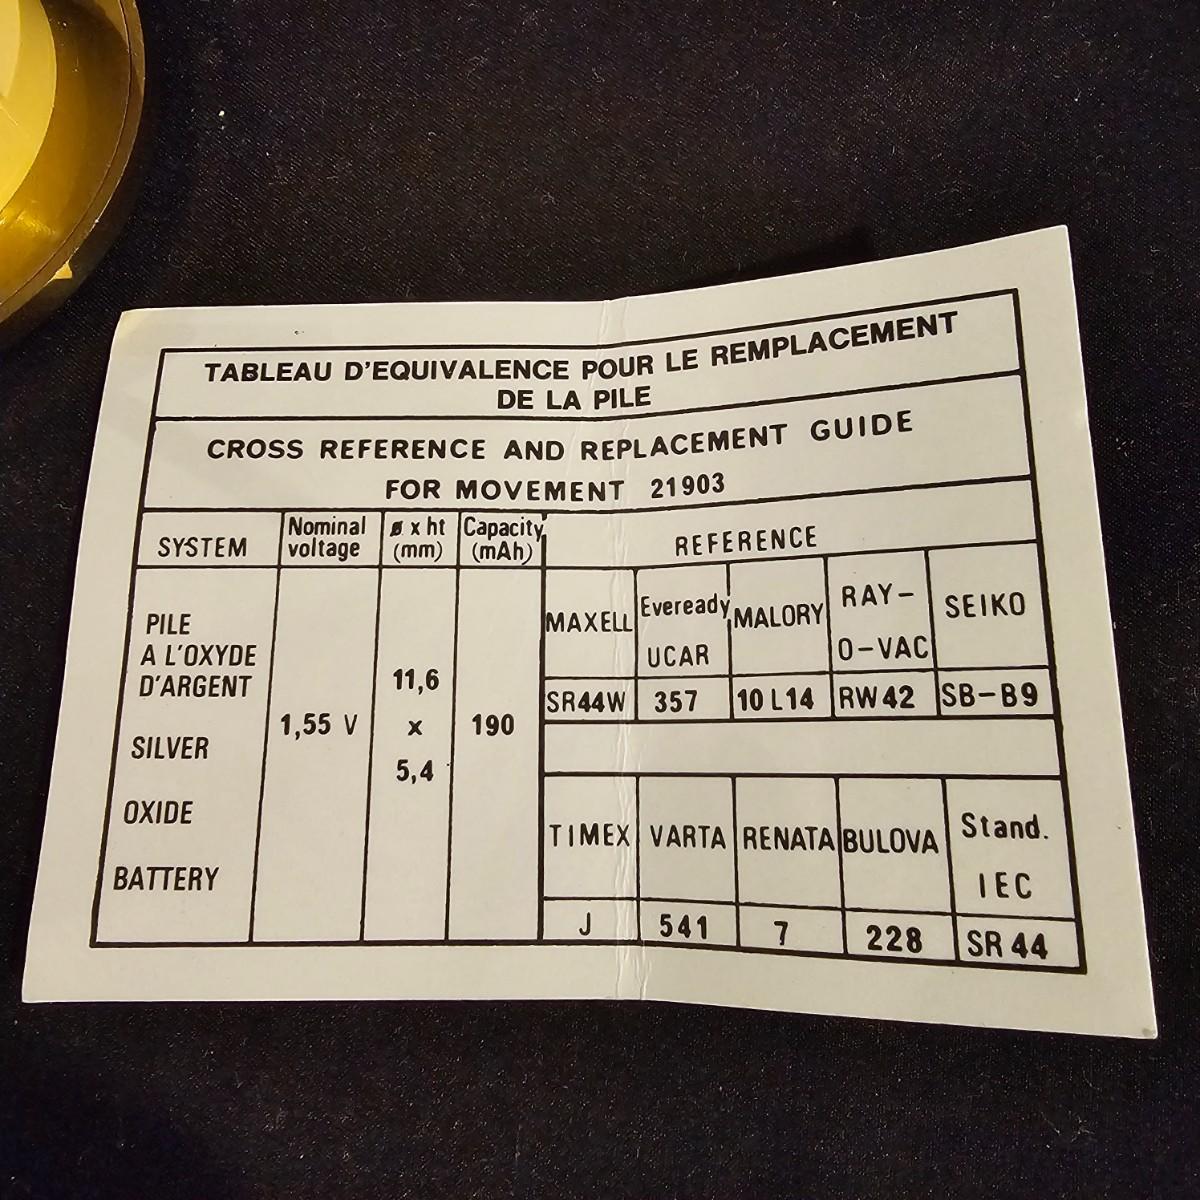 TABLEAU D'EQUIVALENCE POUR LE REMPLACEMENT
DE LA PILE
CROSS REFERENCE AND REPLACEMENT GUIDE
FOR MOVEMENT 21903
SYSTEM
Nominal
voltage
ø x ht
(mm)
Capacity
(mAh)
REFERENCE
PILE
A L'OXYDE
D'ARGENT
SILVER
OXIDE
BATTERY
1,55 V
11,6
x
5,4
190
MAXELL
Eveready
UCAR
MALORY
RAY-
O-VAC
SEIKO
SR44W
357
10 L14
RW 42
SB-B9
TIMEX
VARTA
RENATA
BULOVA
Stand.
IEC
J
541
7
228
SR 44